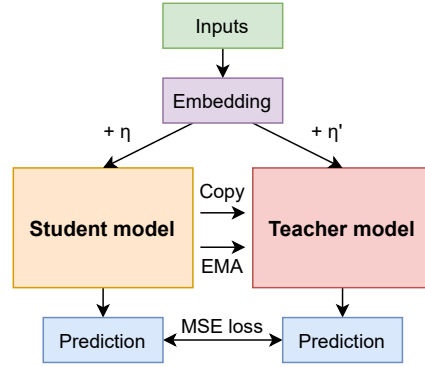 Inputs
Embedding
+ η
+ η'
Student model
Copy
EMA
Teacher model
Prediction
MSE loss
Prediction